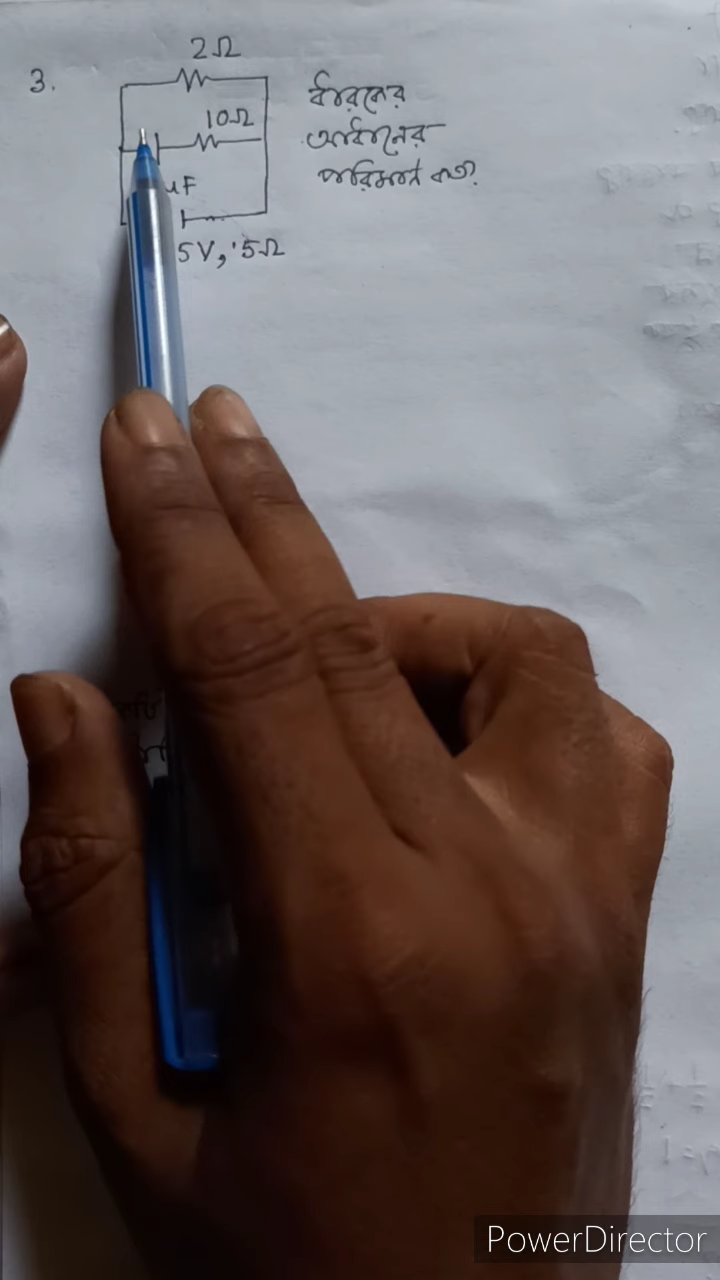 3.
2Ω
10Ω
uF
5V, '5Ω
ধারকের
আধানের
পরিমাণ কত?
PowerDirector